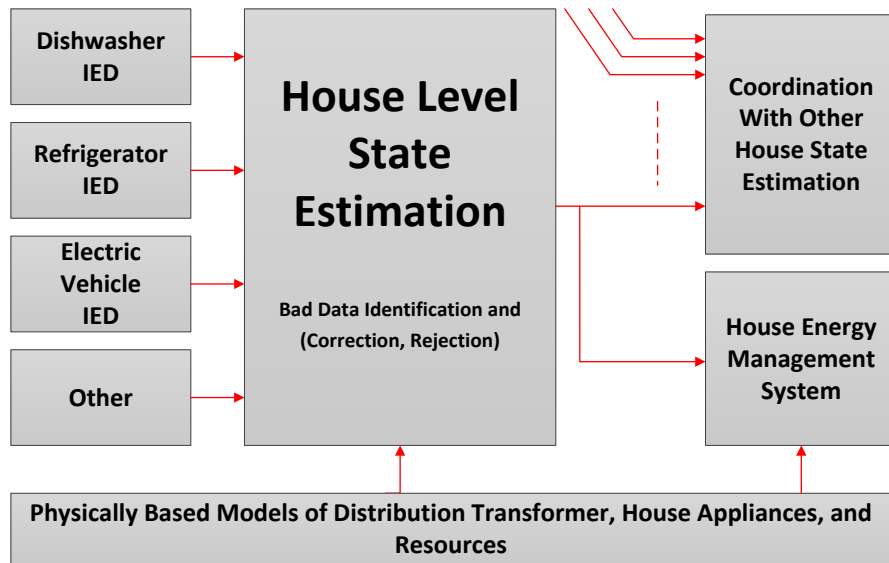 Dishwasher
IED
Refrigerator
IED
Electric
Vehicle
IED
Other
House Level
State
Estimation
Bad Data Identification and
(Correction, Rejection)
Coordination
With Other
House State
Estimation
House Energy
Management
System
Physically Based Models of Distribution Transformer, House Appliances, and
Resources